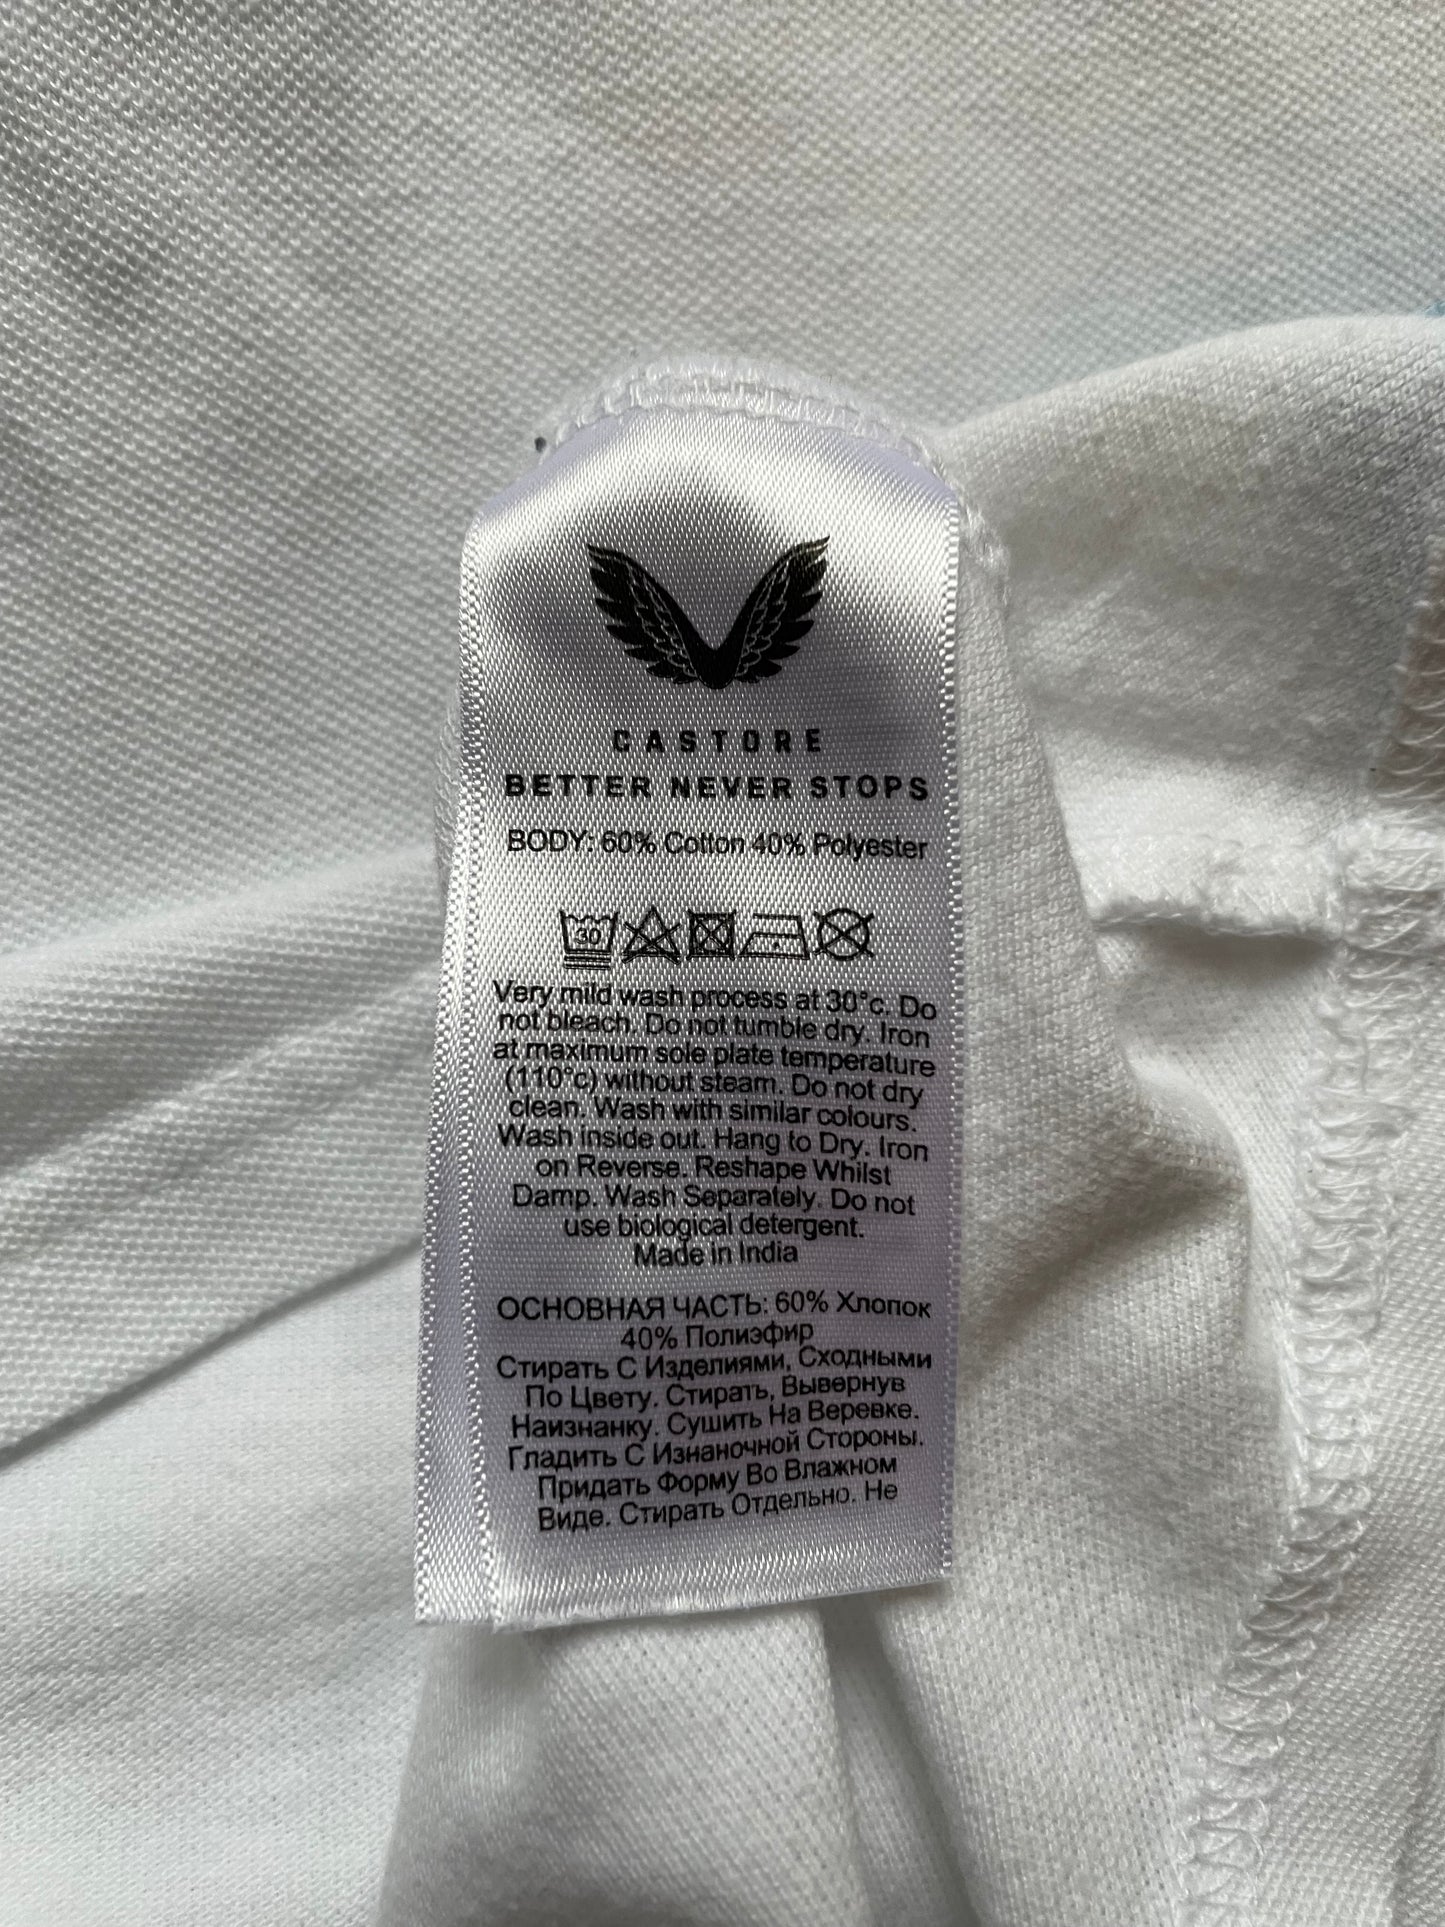 CASTORE
BETTER NEVER STOPS
BODY: 60% Cotton 40% Polyester
30
Very mild wash process at 30°c. Do
not bleach. Do not tumble dry. Iron
at maximum sole plate temperature
(110°c) without steam. Do not dry
clean. Wash with similar colours.
Wash inside out. Hang to Dry. Iron
on Reverse. Reshape Whilst
Damp. Wash Separately. Do not
use biological detergent.
Made in India
ОСНОВНАЯ ЧАСТЬ: 60% Хлопок
40% Полиэфир
Стирать С Изделиями, Сходными
По Цвету. Стирать, Вывернув
Наизнанку. Сушить На Веревке.
Гладить С Изнаночной Стороны.
Придать Форму Во Влажном
Виде. Стирать Отдельно. Не